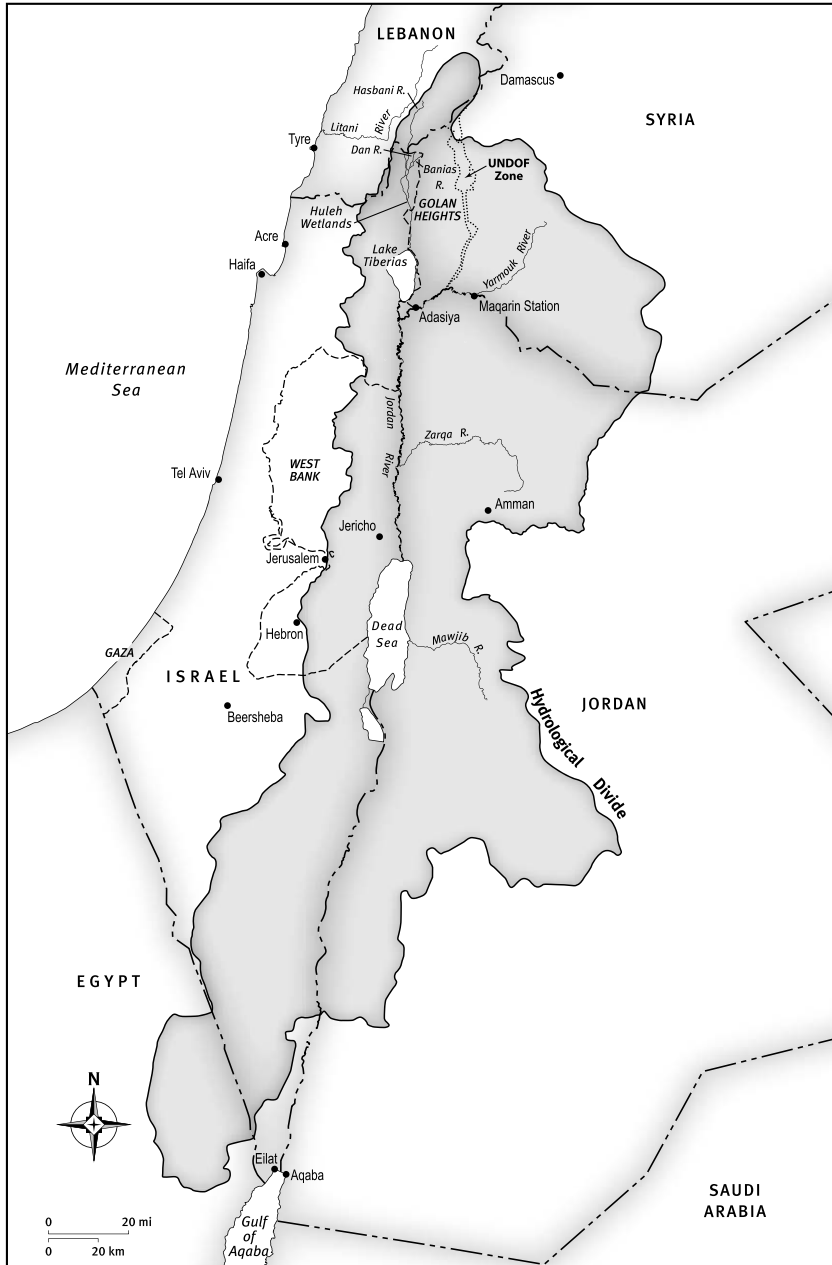 LEBANON
Damascus
Hasbani R.
SYRIA
Litani
River
Tyre
Dan R.
Banias
R.
UNDOF
Zone
GOLAN
HEIGHTS
Huleh
Wetlands
Acre
Lake
Tiberias
Haifa
Yarmouk River
Maqarin Station
Adasiya
Mediterranean
Sea
Jordan
River
Zarqa R.
WEST
BANK
Tel Aviv
Amman
Jericho
Jerusalem
Dead
Sea
Hebron
Mawjib R.
GAZA
ISRAEL
Beersheba
JORDAN
Hydrological Divide
EGYPT
N
Eilat
Aqaba
SAUDI
ARABIA
Gulf
of
Aqaba
0 20 mi
0 20 km